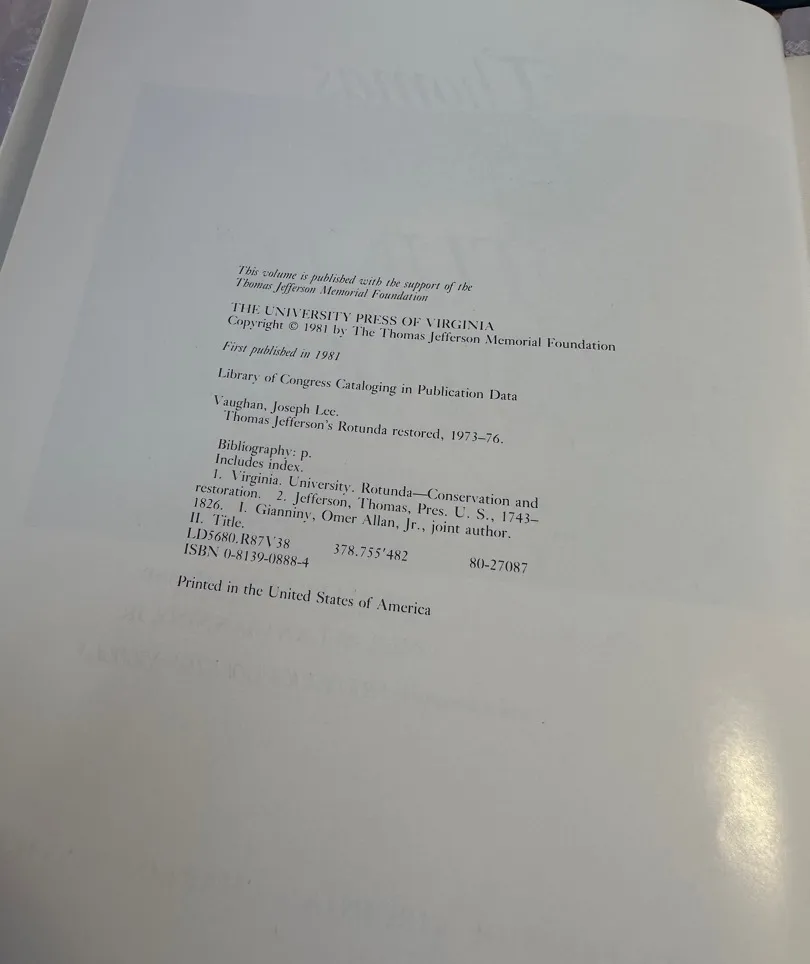 This volume is published with the support of the
Thomas Jefferson Memorial Foundation
THE UNIVERSITY PRESS OF VIRGINIA
Copyright © 1981 by The Thomas Jefferson Memorial Foundation
First published in 1981
Library of Congress Cataloging in Publication Data
Vaughan, Joseph Lee.
Thomas Jefferson's Rotunda restored, 1973–76.
Bibliography: p.
Includes index.
1. Virginia. University. Rotunda—Conservation and
restoration. 2. Jefferson, Thomas, Pres. U. S., 1743–
1826. I. Gianniny, Omer Allan, Jr., joint author.
II. Title.
LD5680.R87V38 378.755'482 80-27087
ISBN 0-8139-0888-4
Printed in the United States of America